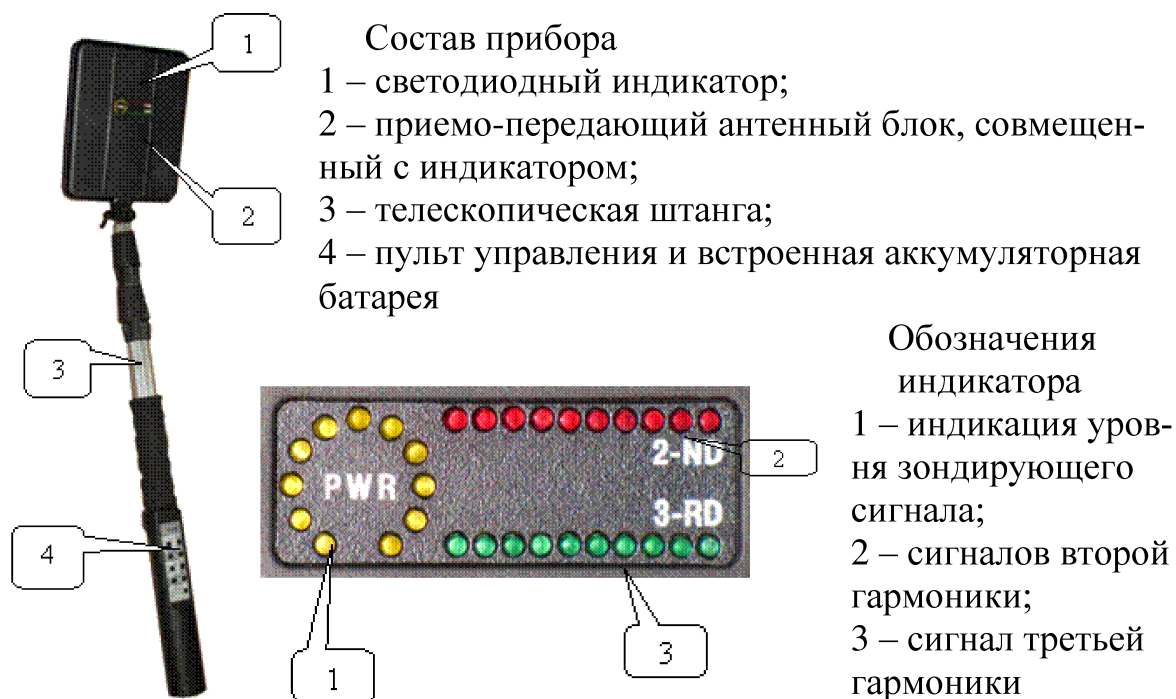 1
Состав прибора
1 – светодиодный индикатор;
2 – приемо-передающий антенный блок, совмещен-
ный с индикатором;
2
3 – телескопическая штанга;
4 – пульт управления и встроенная аккумуляторная
батарея
3
Обозначения
индикатора
1 – индикация уров-
ня зондирующего
сигнала;
2 – сигналов второй
гармоники;
3 – сигнал третьей
гармоники
2-ND
2
PWR
3-RD
4
3
1